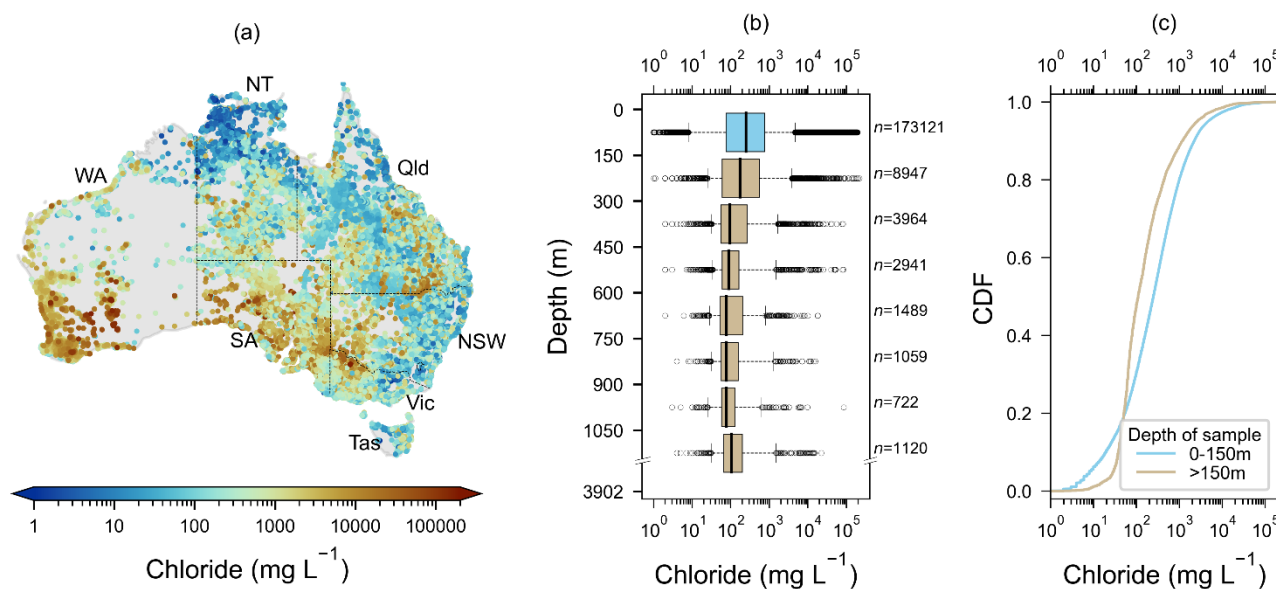 (a)
NT
WA
Qld
SA
NSW
Vic
Tas
1 10 100 1000 10000 100000
Chloride (mg L⁻¹)
(b)
10⁰ 10¹ 10² 10³ 10⁴ 10⁵
Depth (m)
0
150
300
450
600
750
900
1050
3902
n=173121
n=8947
n=3964
n=2941
n=1489
n=1059
n=722
n=1120
10⁰ 10¹ 10² 10³ 10⁴ 10⁵
Chloride (mg L⁻¹)
(c)
10⁰ 10¹ 10² 10³ 10⁴ 10⁵
CDF
1.0
0.8
0.6
0.4
0.2
0.0
Depth of sample
0-150m
>150m
10⁰ 10¹ 10² 10³ 10⁴ 10⁵
Chloride (mg L⁻¹)